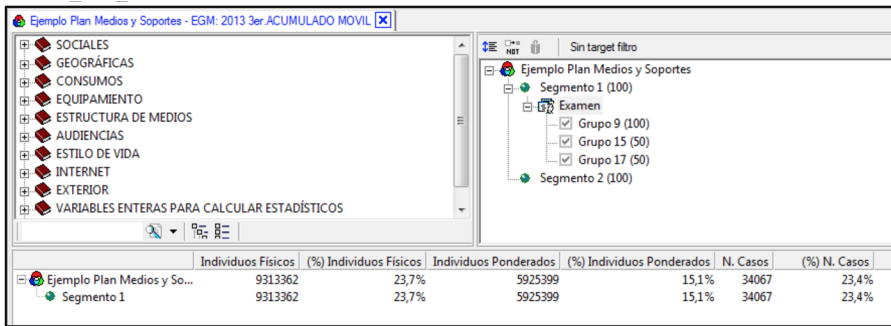 Ejemplo Plan Medios y Soportes - EGM: 2013 3er.ACUMULADO MOVIL
SOCIALES
GEOGRÁFICAS
CONSUMOS
EQUIPAMIENTO
ESTRUCTURA DE MEDIOS
AUDIENCIAS
ESTILO DE VIDA
INTERNET
EXTERIOR
VARIABLES ENTERAS PARA CALCULAR ESTADÍSTICOS
NOT Sin target filtro
Ejemplo Plan Medios y Soportes
Segmento 1 (100)
Examen
Grupo 9 (100)
Grupo 15 (50)
Grupo 17 (50)
Segmento 2 (100)
Individuos Físicos (%) Individuos Físicos Individuos Ponderados (%) Individuos Ponderados N. Casos (%) N. Casos
Ejemplo Plan Medios y So... 9313362 23,7% 5925399 15,1% 34067 23,4%
Segmento 1 9313362 23,7% 5925399 15,1% 34067 23,4%